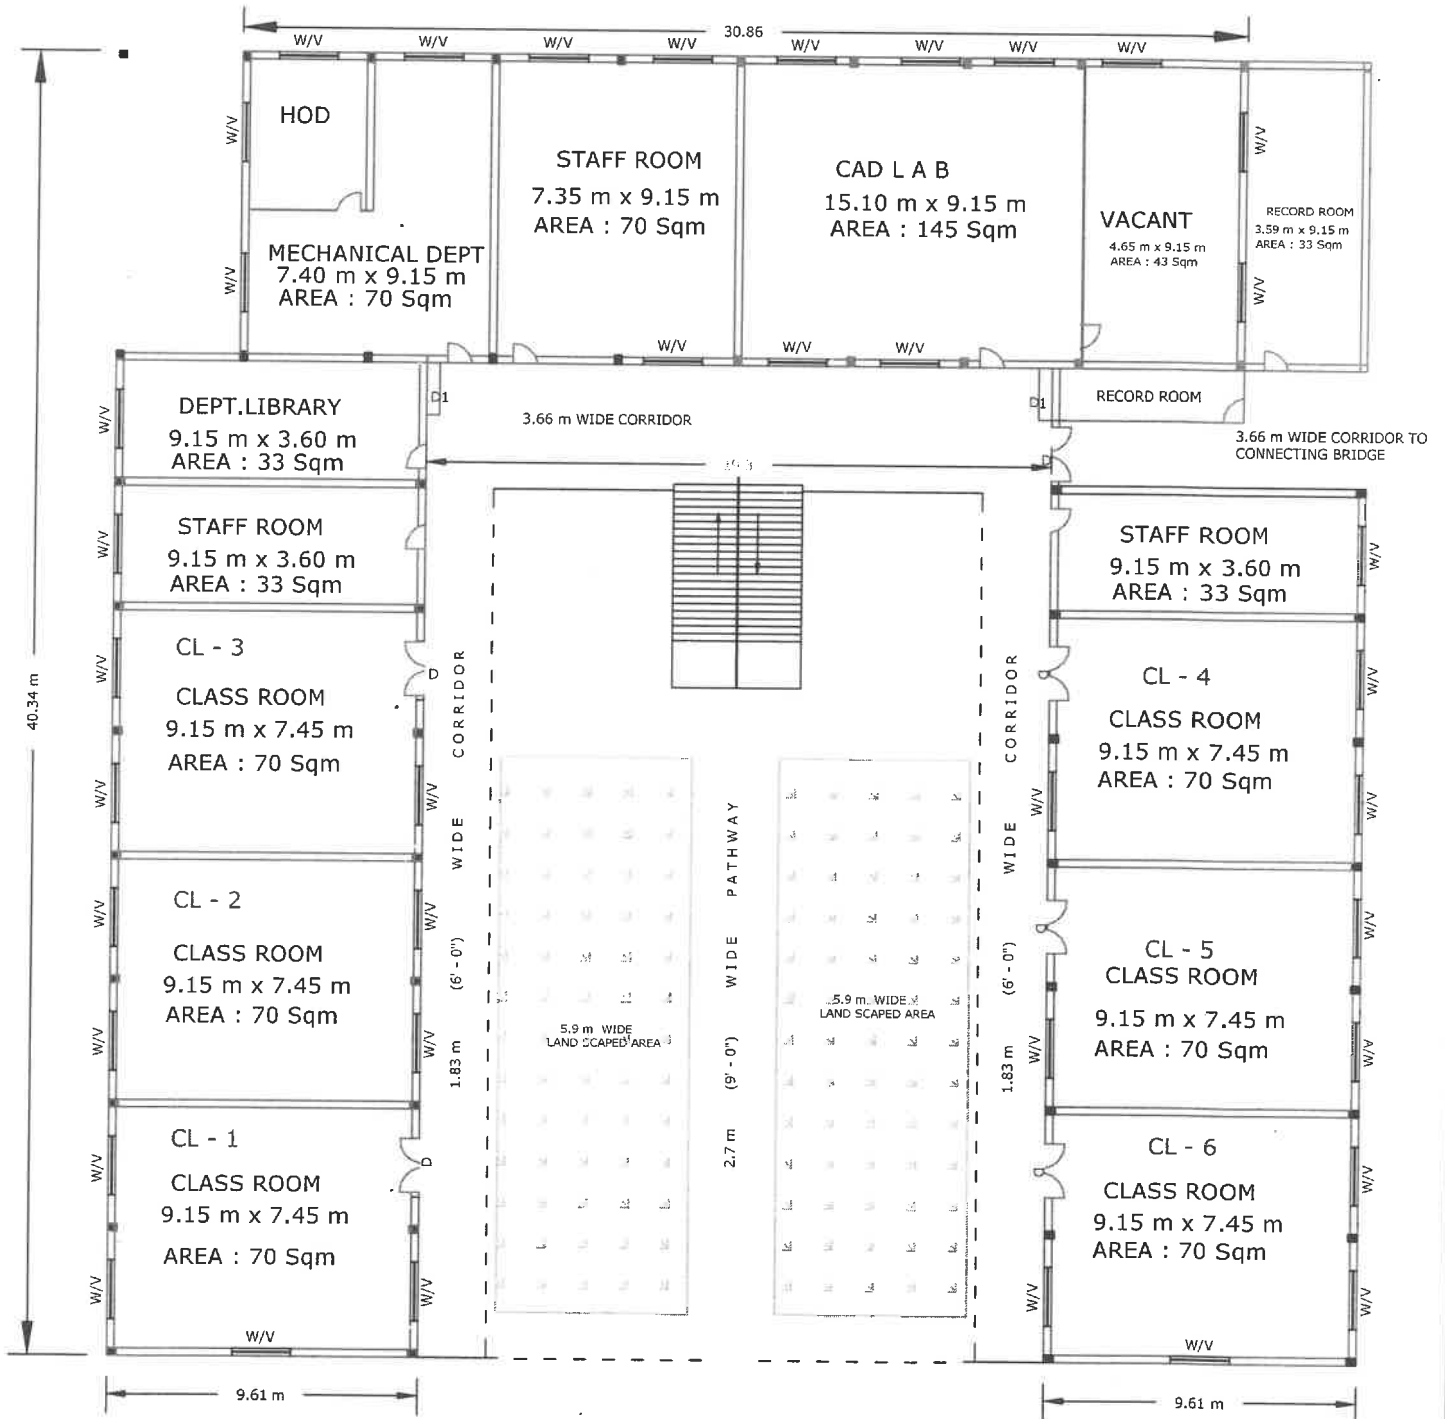 30.86
W/V
W/V
W/V
W/V
W/V
W/V
W/V
W/V
HOD
W/V
W/V
STAFF ROOM
7.35 m x 9.15 m
AREA : 70 Sqm
CAD L A B
15.10 m x 9.15 m
AREA : 145 Sqm
VACANT
4.65 m x 9.15 m
AREA : 43 Sqm
RECORD ROOM
3.59 m x 9.15 m
AREA : 33 Sqm
MECHANICAL DEPT
7.40 m x 9.15 m
AREA : 70 Sqm
W/V
W/V
W/V
W/V
W/V
DEPT.LIBRARY
9.15 m x 3.60 m
AREA : 33 Sqm
W/V
D1
3.66 m WIDE CORRIDOR
D1
RECORD ROOM
3.66 m WIDE CORRIDOR TO
CONNECTING BRIDGE
D
STAFF ROOM
9.15 m x 3.60 m
AREA : 33 Sqm
W/V
STAFF ROOM
9.15 m x 3.60 m
AREA : 33 Sqm
W/V
40.34 m
CL - 3
CLASS ROOM
9.15 m x 7.45 m
AREA : 70 Sqm
W/V
W/V
D
W/V
CL - 4
CLASS ROOM
9.15 m x 7.45 m
AREA : 70 Sqm
D
W/V
W/V
W/V
1.83 m (6' - 0") WIDE CORRIDOR
2.7 m (9' - 0") WIDE PATHWAY
1.83 m (6' - 0") WIDE CORRIDOR
CL - 2
CLASS ROOM
9.15 m x 7.45 m
AREA : 70 Sqm
W/V
W/V
W/V
W/V
5.9 m WIDE
LAND SCAPED AREA
5.9 m. WIDE
LAND SCAPED AREA
CL - 5
CLASS ROOM
9.15 m x 7.45 m
AREA : 70 Sqm
D
W/V
W/V
W/V
CL - 1
CLASS ROOM
9.15 m x 7.45 m
AREA : 70 Sqm
W/V
W/V
D
W/V
W/V
CL - 6
CLASS ROOM
9.15 m x 7.45 m
AREA : 70 Sqm
D
W/V
W/V
W/V
W/V
9.61 m
9.61 m